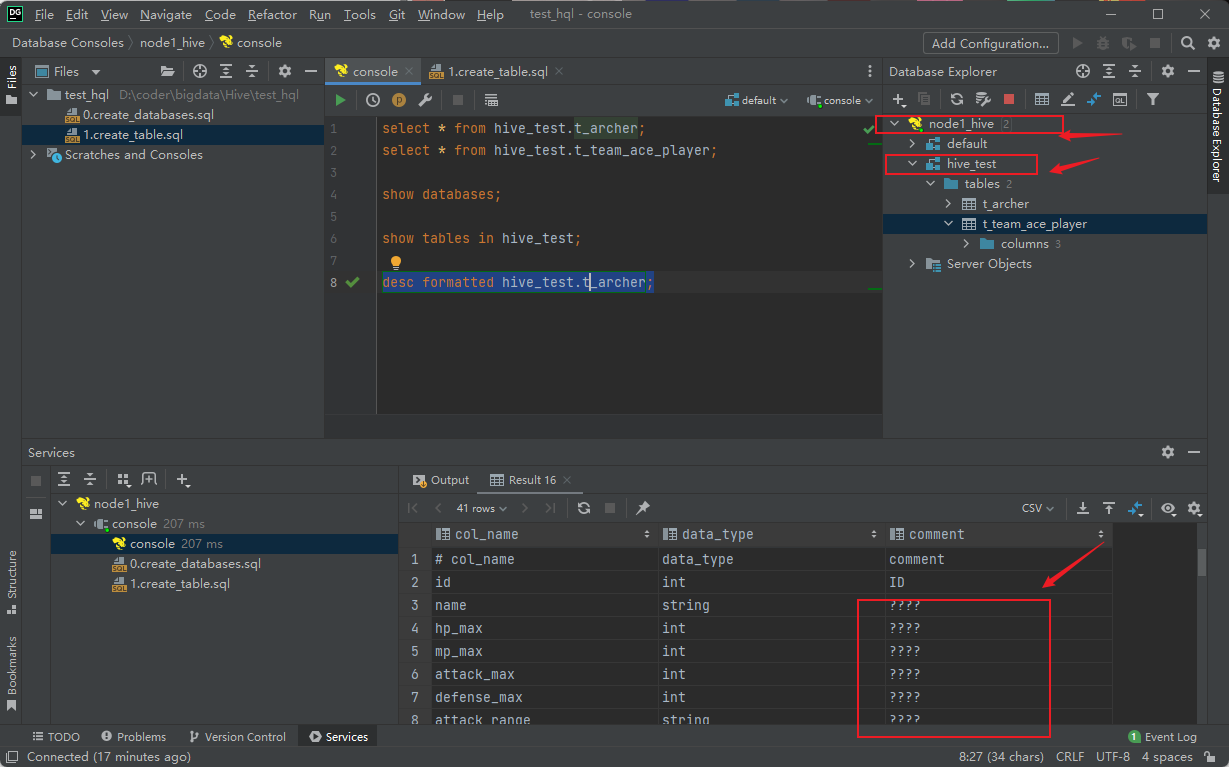 DG File Edit View Navigate Code Refactor Run Tools Git Window Help test_hql - console
Database Consoles node1_hive console Add Configuration...
Files
Files
test_hql D:\coder\bigdata\Hive\test_hql
0.create_databases.sql
1.create_table.sql
Scratches and Consoles
console 1.create_table.sql
default console
1 select * from hive_test.t_archer;
2 select * from hive_test.t_team_ace_player;
3
4 show databases;
5
6 show tables in hive_test;
7
8 desc formatted hive_test.t_archer;
Database Explorer
node1_hive 2
default
hive_test
tables 2
t_archer
t_team_ace_player
columns 3
Server Objects
Database Explorer
Services
node1_hive
console 207 ms
console 207 ms
0.create_databases.sql
1.create_table.sql
Structure
Bookmarks
Output Result 16
41 rows CSV
col_name data_type comment
1 # col_name data_type comment
2 id int ID
3 name string ????
4 hp_max int ????
5 mp_max int ????
6 attack_max int ????
7 defense_max int ????
8 attack_range string ????
TODO Problems Version Control Services 1 Event Log
Connected (17 minutes ago) 8:27 (34 chars) CRLF UTF-8 4 spaces